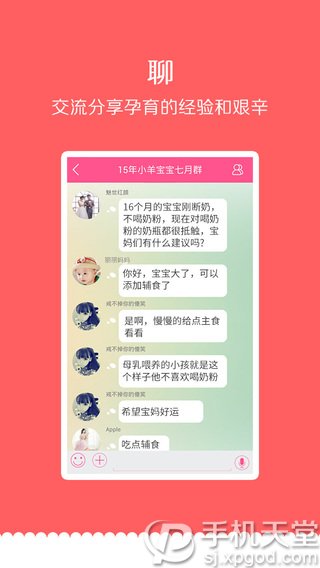 聊
交流分享孕育的经验和艰辛
15年小羊宝宝七月群
魅世红颜
16个月的宝宝刚断奶,
不喝奶粉，现在对喝奶
粉的奶瓶都很抵触，宝
妈们有什么建议吗?
丽丽妈妈
你好，宝宝大了，可以
添加辅食了
戒不掉你的傻笑
是啊，慢慢的给点主食
看看
戒不掉你的傻笑
母乳喂养的小孩就是这
个样子他不喜欢喝奶粉
戒不掉你的傻笑
希望宝妈好运
Apple
吃点辅食
手机天堂
sj.xpgod.com